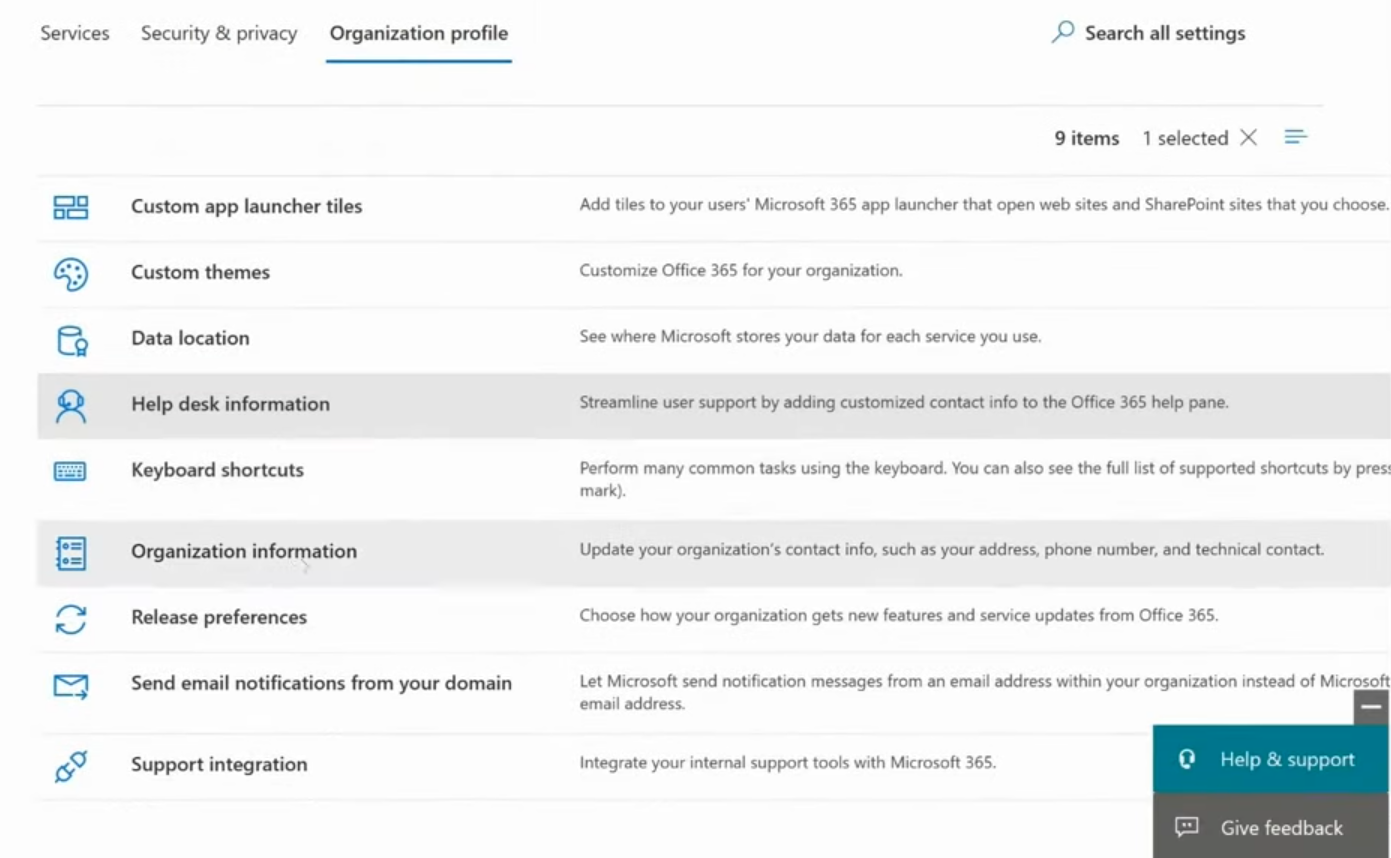 Services Security & privacy Organization profile Search all settings
9 items 1 selected
Custom app launcher tiles Add tiles to your users' Microsoft 365 app launcher that open web sites and SharePoint sites that you choose.
Custom themes Customize Office 365 for your organization.
Data location See where Microsoft stores your data for each service you use.
Help desk information Streamline user support by adding customized contact info to the Office 365 help pane.
Keyboard shortcuts Perform many common tasks using the keyboard. You can also see the full list of supported shortcuts by press
mark).
Organization information Update your organization's contact info, such as your address, phone number, and technical contact.
Release preferences Choose how your organization gets new features and service updates from Office 365.
Send email notifications from your domain Let Microsoft send notification messages from an email address within your organization instead of Microsoft
email address.
Support integration Integrate your internal support tools with Microsoft 365.
Help & support
Give feedback